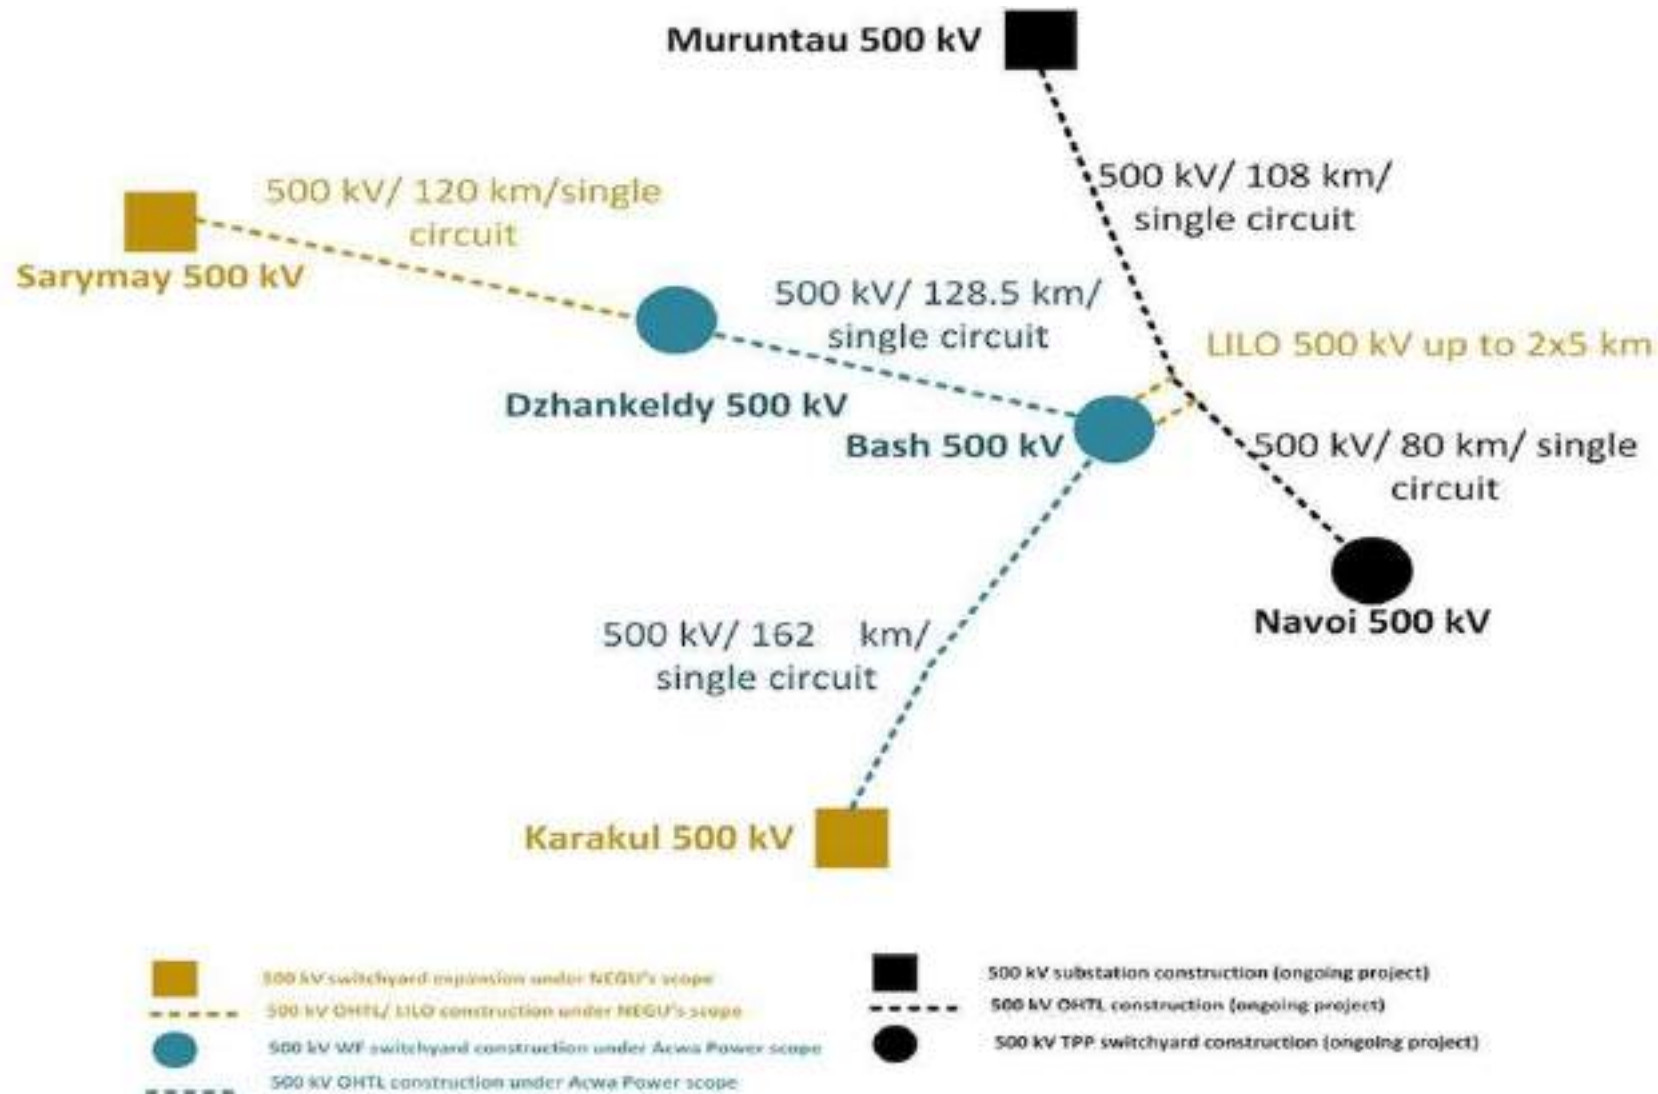 Muruntau 500 kV
500 kV/ 108 km/
single circuit
500 kV/ 120 km/single
circuit
Sarymay 500 kV
500 kV/ 128.5 km/
single circuit
LILO 500 kV up to 2x5 km
Dzhankeldy 500 kV
Bash 500 kV
500 kV/ 80 km/ single
circuit
Navoi 500 kV
500 kV/ 162 km/
single circuit
Karakul 500 kV
500 kV switchyard expansion under NEGU's scope
500 kV OHTL/ LILO construction under NEGU's scope
500 kV WF switchyard construction under Acwa Power scope
500 kV OHTL construction under Acwa Power scope
500 kV substation construction (ongoing project)
500 kV OHTL construction (ongoing project)
500 kV TPP switchyard construction (ongoing project)